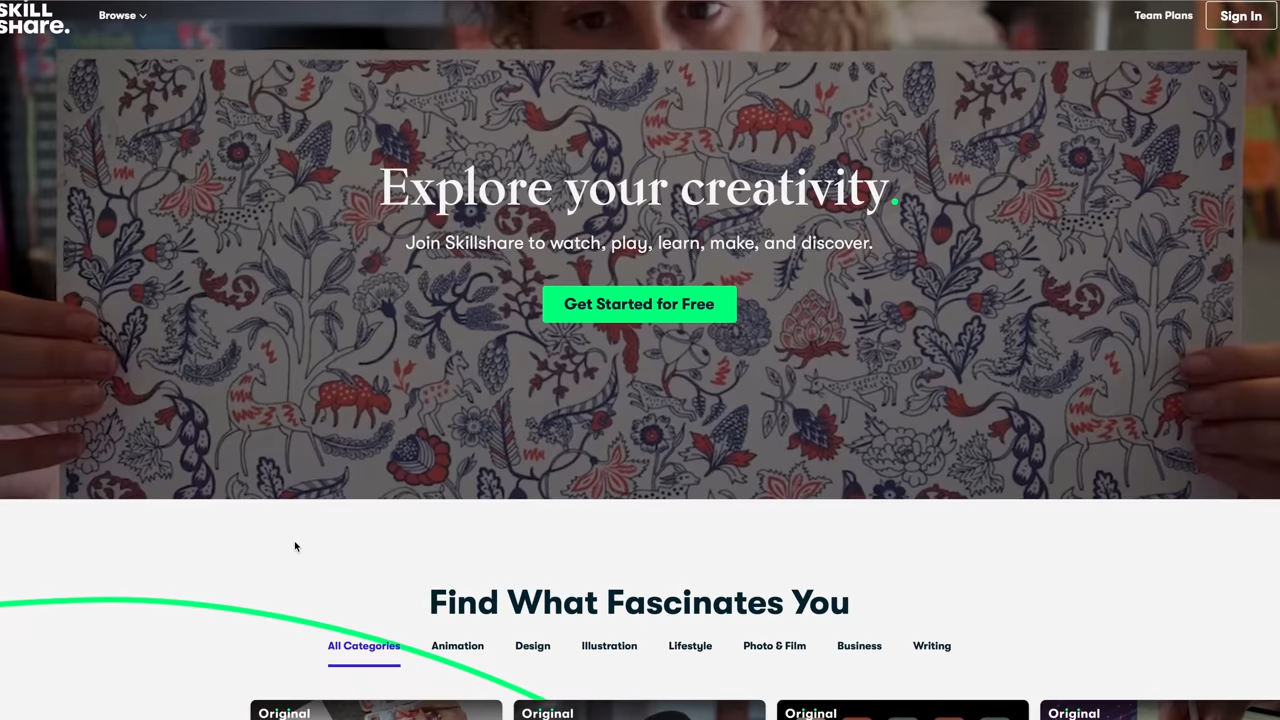 SKILL
SHare.
Browse
Team Plans
Sign In
Explore your creativity.
Join Skillshare to watch, play, learn, make, and discover.
Get Started for Free
Find What Fascinates You
All Categories
Animation
Design
Illustration
Lifestyle
Photo & Film
Business
Writing
Original
Original
Original
Original